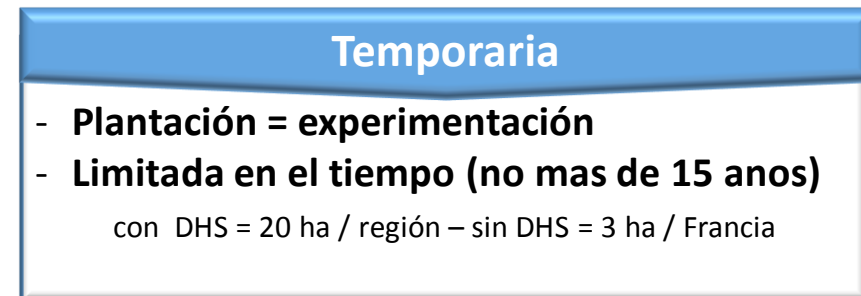 Temporaria
- Plantación = experimentación
- Limitada en el tiempo (no mas de 15 anos)
con DHS = 20 ha / región – sin DHS = 3 ha / Francia